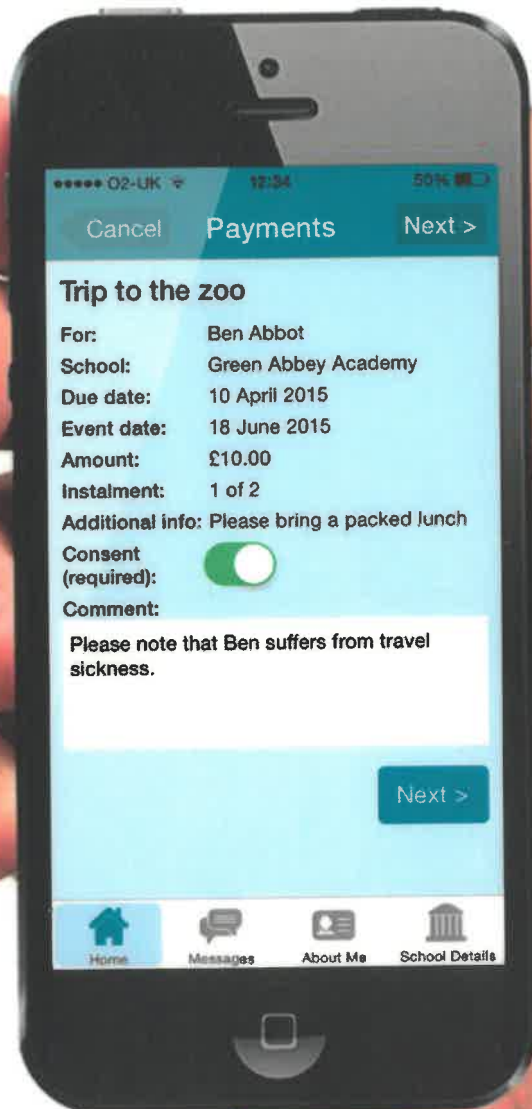 ●●●●● O2-UK 12:34 50%
Cancel Payments Next >
Trip to the zoo
For: Ben Abbot
School: Green Abbey Academy
Due date: 10 April 2015
Event date: 18 June 2015
Amount: £10.00
Instalment: 1 of 2
Additional info: Please bring a packed lunch
Consent
(required):
Comment:
Please note that Ben suffers from travel
sickness.
Next >
Home Messages About Me School Details